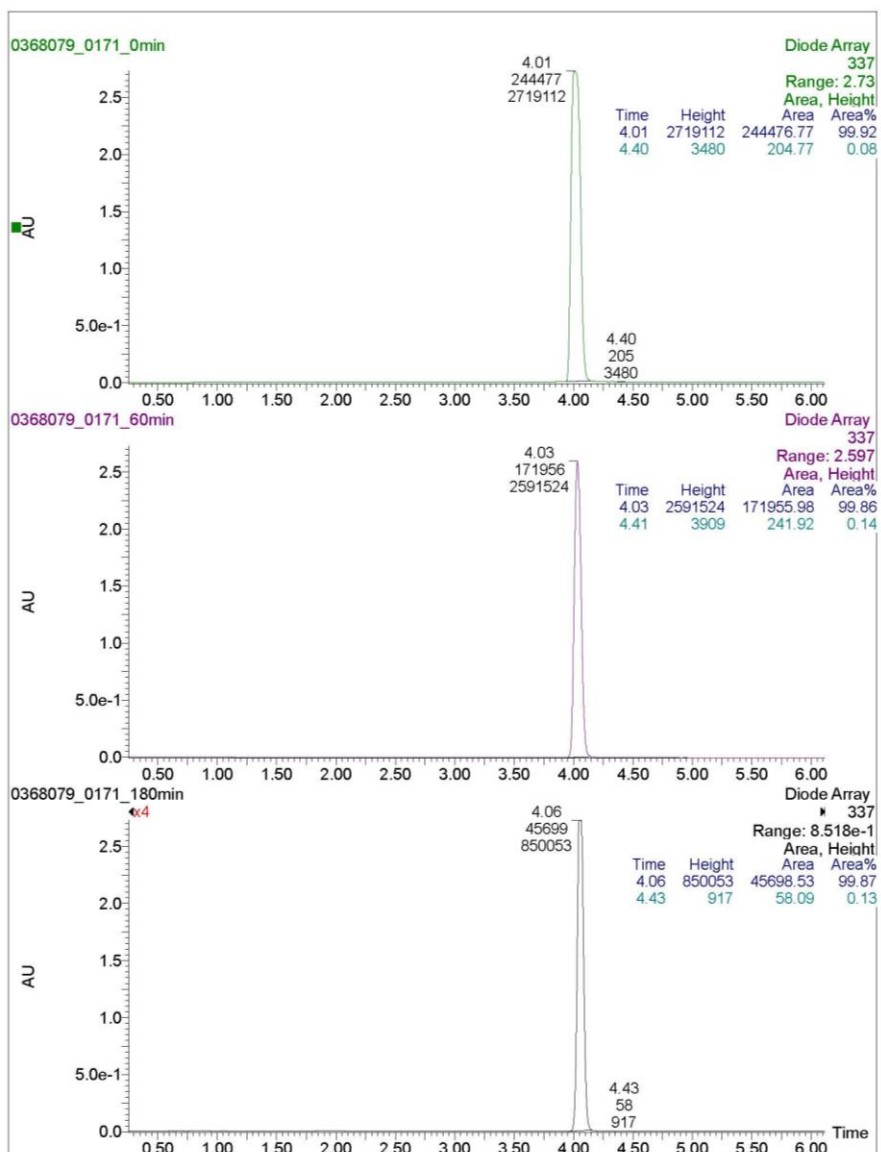 0368079_0171_0min
Diode Array
337
Range: 2.73
Area, Height
Time Height Area Area%
4.01 2719112 244476.77 99.92
4.40 3480 204.77 0.08
4.01
244477
2719112
4.40
205
3480
AU
2.5
2.0
1.5
1.0
5.0e-1
0.0
0.50 1.00 1.50 2.00 2.50 3.00 3.50 4.00 4.50 5.00 5.50 6.00
0368079_0171_60min
Diode Array
337
Range: 2.597
Area, Height
Time Height Area Area%
4.03 2591524 171955.98 99.86
4.41 3909 241.92 0.14
4.03
171956
2591524
AU
2.5
2.0
1.5
1.0
5.0e-1
0.0
0.50 1.00 1.50 2.00 2.50 3.00 3.50 4.00 4.50 5.00 5.50 6.00
0368079_0171_180min
x4
Diode Array
337
Range: 8.518e-1
Area, Height
Time Height Area Area%
4.06 850053 45698.53 99.87
4.43 917 58.09 0.13
4.06
45699
850053
4.43
58
917
AU
2.5
2.0
1.5
1.0
5.0e-1
0.0
Time
0.50 1.00 1.50 2.00 2.50 3.00 3.50 4.00 4.50 5.00 5.50 6.00